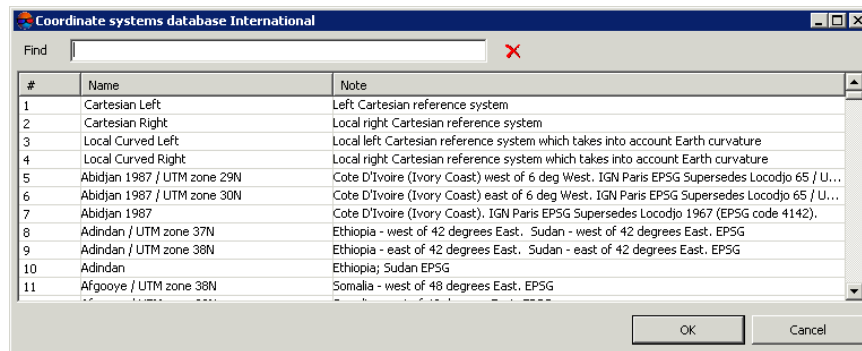 Coordinate systems database International
Find
# Name Note
1 Cartesian Left Left Cartesian reference system
2 Cartesian Right Local right Cartesian reference system
3 Local Curved Left Local left Cartesian reference system which takes into account Earth curvature
4 Local Curved Right Local right Cartesian reference system which takes into account Earth curvature
5 Abidjan 1987 / UTM zone 29N Cote D'Ivoire (Ivory Coast) west of 6 deg West. IGN Paris EPSG Supersedes Locodjo 65 / U...
6 Abidjan 1987 / UTM zone 30N Cote D'Ivoire (Ivory Coast) east of 6 deg West. IGN Paris EPSG Supersedes Locodjo 65 / U...
7 Abidjan 1987 Cote D'Ivoire (Ivory Coast). IGN Paris EPSG Supersedes Locodjo 1967 (EPSG code 4142).
8 Adindan / UTM zone 37N Ethiopia - west of 42 degrees East. Sudan - west of 42 degrees East. EPSG
9 Adindan / UTM zone 38N Ethiopia - east of 42 degrees East. Sudan - east of 42 degrees East. EPSG
10 Adindan Ethiopia; Sudan EPSG
11 Afgooye / UTM zone 38N Somalia - west of 48 degrees East. EPSG
OK Cancel